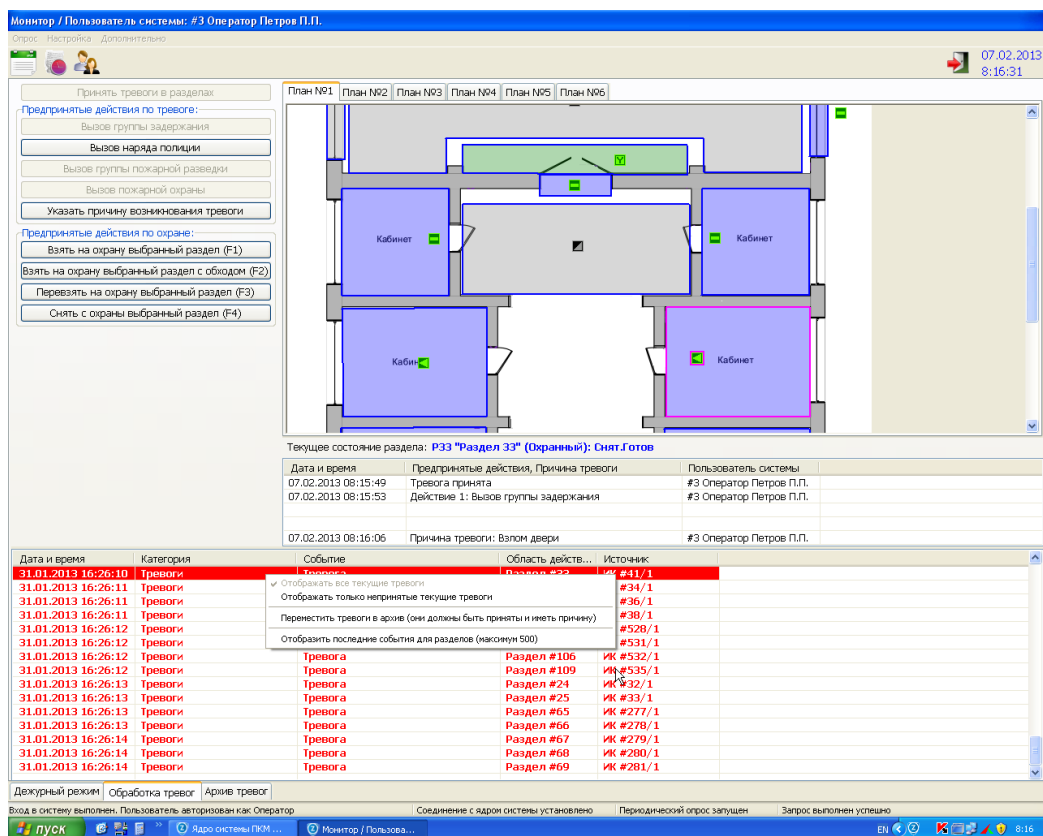 Монитор / Пользователь системы: #3 Оператор Петров П.П.
Опрос Настройка Дополнительно
07.02.2013
8:16:31
Принять тревоги в разделах
Предпринятые действия по тревоге:
Вызов группы задержания
Вызов наряда полиции
Вызов группы пожарной разведки
Вызов пожарной охраны
Указать причину возникнования тревоги
Предпринятые действия по охране:
Взять на охрану выбранный раздел (F1)
Взять на охрану выбранный раздел с обходом (F2)
Перевзять на охрану выбранный раздел (F3)
Снять с охраны выбранный раздел (F4)
План №1 План №2 План №3 План №4 План №5 План №6
Y
Кабинет
Кабинет
Кабин
Кабинет
Текущее состояние раздела: Р33 "Раздел 33" (Охранный): Снят.Готов
Дата и время Предпринятые действия, Причина тревоги Пользователь системы
07.02.2013 08:15:49 Тревога принята #3 Оператор Петров П.П.
07.02.2013 08:15:53 Действие 1: Вызов группы задержания #3 Оператор Петров П.П.
07.02.2013 08:16:06 Причина тревоги: Взлом двери #3 Оператор Петров П.П.
Дата и время Категория Событие Область действ... Источник
31.01.2013 16:26:10 Тревоги Тревога Раздел #33 ИК #41/1
31.01.2013 16:26:11 Тревоги #34/1
31.01.2013 16:26:11 Тревоги #36/1
31.01.2013 16:26:11 Тревоги #38/1
31.01.2013 16:26:12 Тревоги #528/1
31.01.2013 16:26:12 Тревоги #531/1
31.01.2013 16:26:12 Тревоги Тревога Раздел #106 ИК #532/1
31.01.2013 16:26:12 Тревоги Тревога Раздел #109 ИК #535/1
31.01.2013 16:26:13 Тревоги Тревога Раздел #24 ИК #32/1
31.01.2013 16:26:13 Тревоги Тревога Раздел #25 ИК #33/1
31.01.2013 16:26:13 Тревоги Тревога Раздел #65 ИК #277/1
31.01.2013 16:26:13 Тревоги Тревога Раздел #66 ИК #278/1
31.01.2013 16:26:14 Тревоги Тревога Раздел #67 ИК #279/1
31.01.2013 16:26:14 Тревоги Тревога Раздел #68 ИК #280/1
31.01.2013 16:26:14 Тревоги Тревога Раздел #69 ИК #281/1
Отображать все текущие тревоги
Отображать только непринятые текущие тревоги
Переместить тревоги в архив (они должны быть приняты и иметь причину)
Отобразить последние события для разделов (максимум 500)
Дежурный режим Обработка тревог Архив тревог
Вход в систему выполнен. Пользователь авторизован как Оператор Соединение с ядром системы установлено Периодический опрос запущен Запрос выполнен успешно
пуск » Ядро системы ПКМ ... Монитор / Пользова... EN 8:16